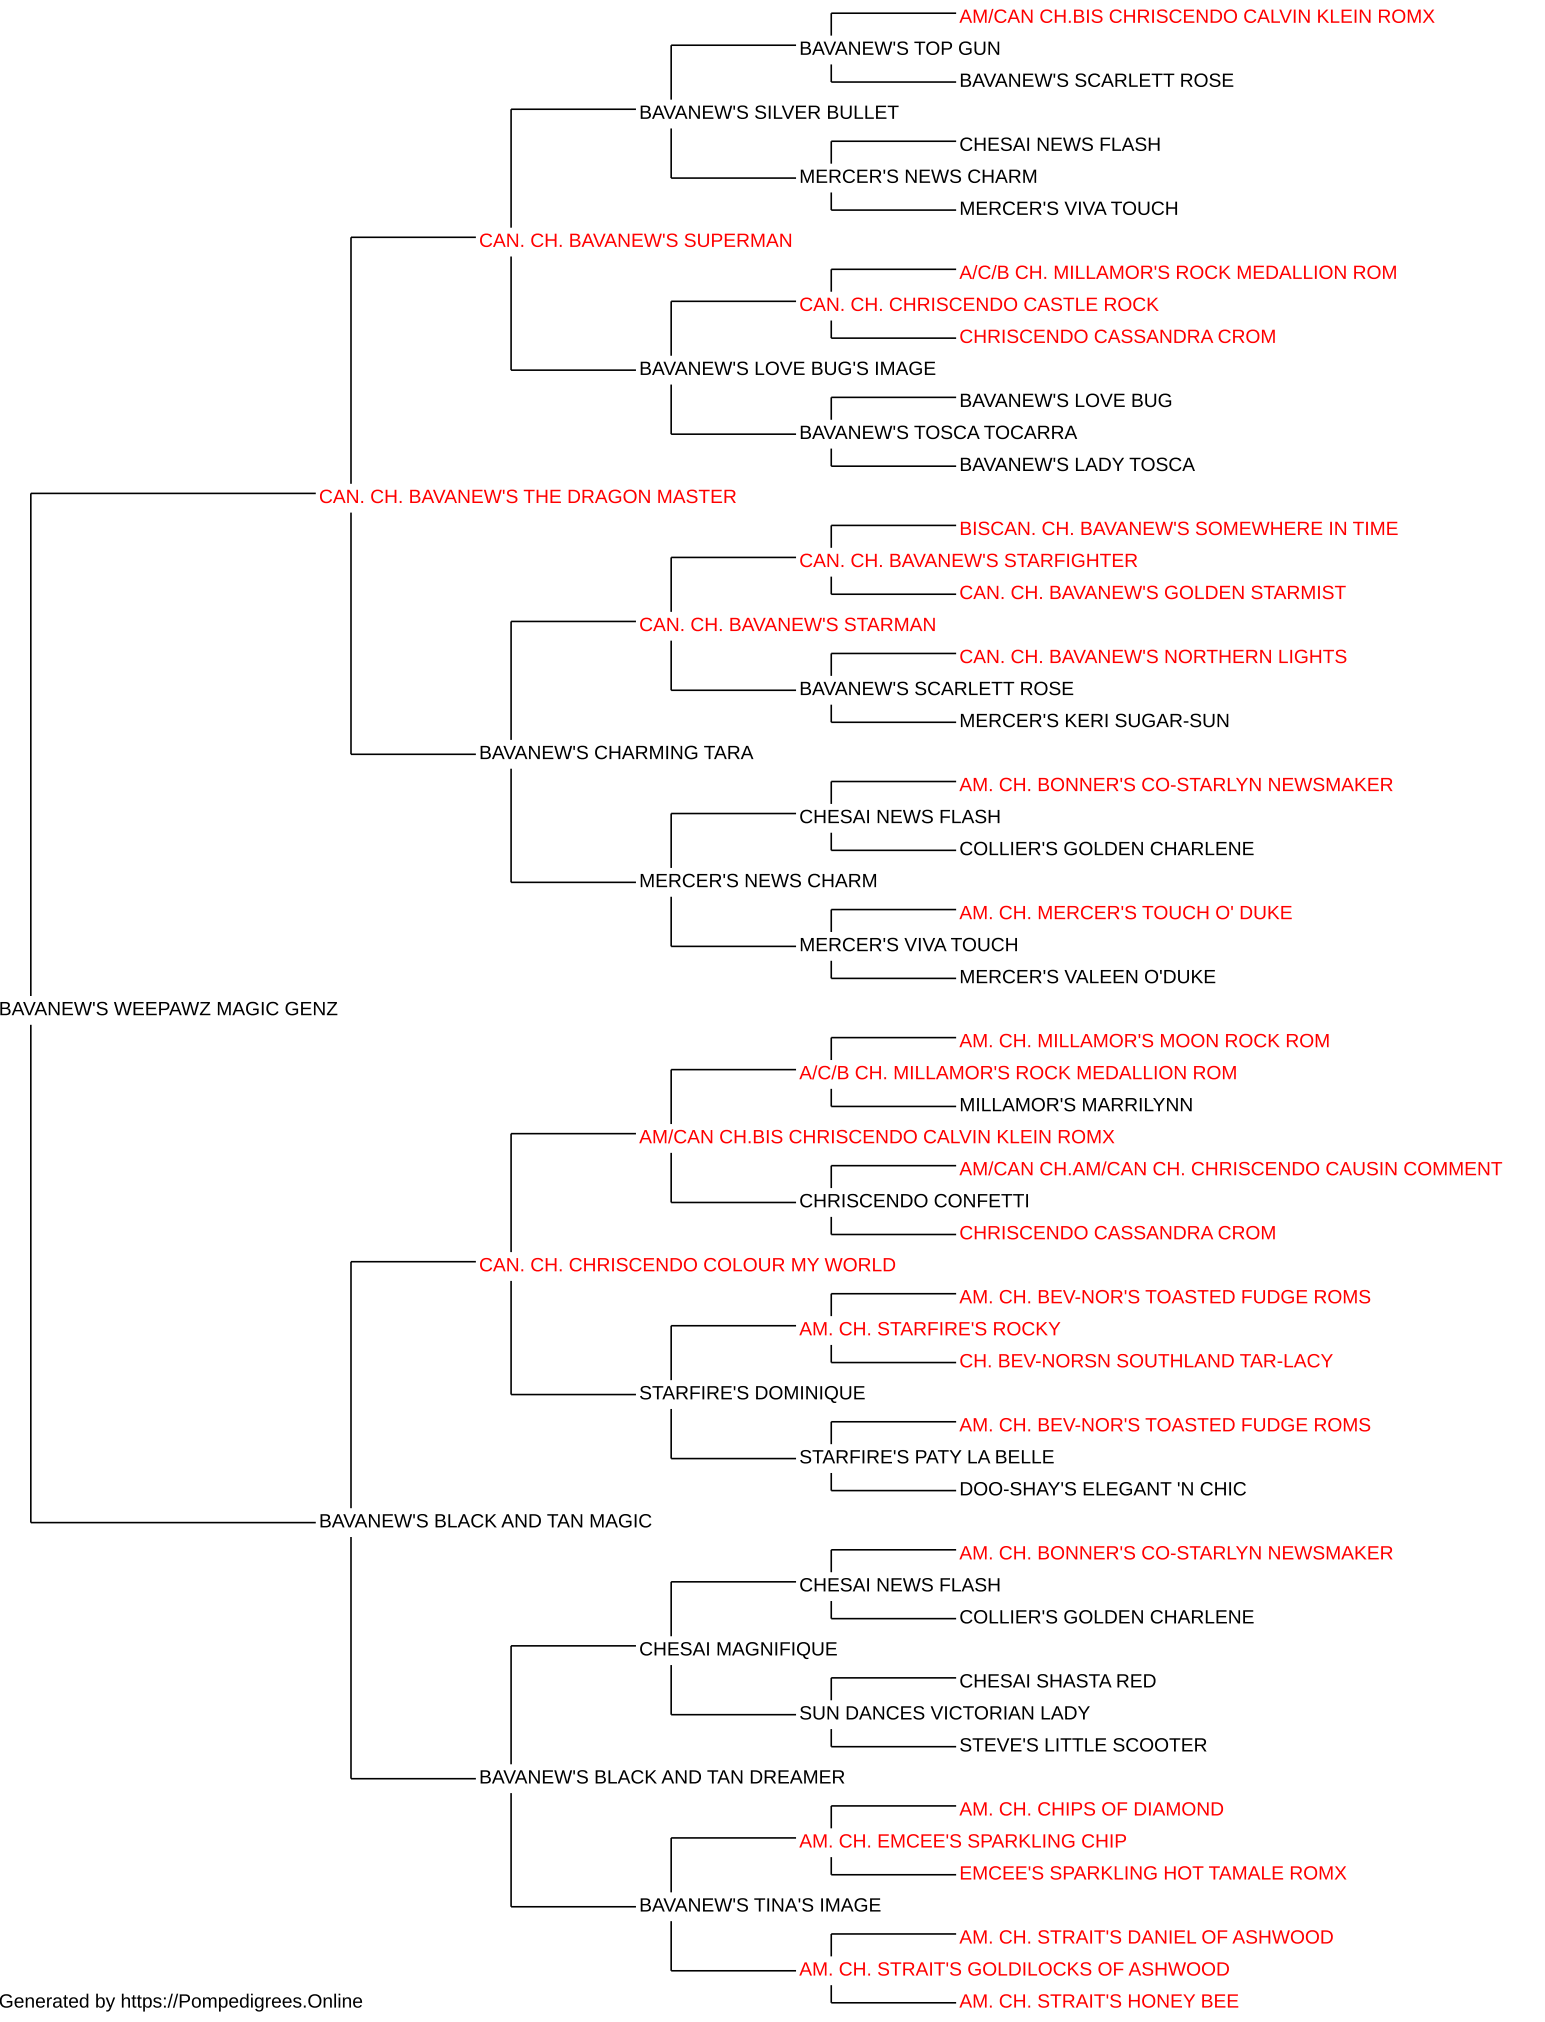 AM/CAN CH.BIS CHRISCENDO CALVIN KLEIN ROMX
BAVANEW'S TOP GUN
BAVANEW'S SCARLETT ROSE
BAVANEW'S SILVER BULLET
CHESAI NEWS FLASH
MERCER'S NEWS CHARM
MERCER'S VIVA TOUCH
CAN. CH. BAVANEW'S SUPERMAN
A/C/B CH. MILLAMOR'S ROCK MEDALLION ROM
CAN. CH. CHRISCENDO CASTLE ROCK
CHRISCENDO CASSANDRA CROM
BAVANEW'S LOVE BUG'S IMAGE
BAVANEW'S LOVE BUG
BAVANEW'S TOSCA TOCARRA
BAVANEW'S LADY TOSCA
CAN. CH. BAVANEW'S THE DRAGON MASTER
BISCAN. CH. BAVANEW'S SOMEWHERE IN TIME
CAN. CH. BAVANEW'S STARFIGHTER
CAN. CH. BAVANEW'S GOLDEN STARMIST
CAN. CH. BAVANEW'S STARMAN
CAN. CH. BAVANEW'S NORTHERN LIGHTS
BAVANEW'S SCARLETT ROSE
MERCER'S KERI SUGAR-SUN
BAVANEW'S CHARMING TARA
AM. CH. BONNER'S CO-STARLYN NEWSMAKER
CHESAI NEWS FLASH
COLLIER'S GOLDEN CHARLENE
MERCER'S NEWS CHARM
AM. CH. MERCER'S TOUCH O' DUKE
MERCER'S VIVA TOUCH
MERCER'S VALEEN O'DUKE
BAVANEW'S WEEPAWZ MAGIC GENZ
AM. CH. MILLAMOR'S MOON ROCK ROM
A/C/B CH. MILLAMOR'S ROCK MEDALLION ROM
MILLAMOR'S MARRILYNN
AM/CAN CH.BIS CHRISCENDO CALVIN KLEIN ROMX
AM/CAN CH.AM/CAN CH. CHRISCENDO CAUSIN COMMENT
CHRISCENDO CONFETTI
CHRISCENDO CASSANDRA CROM
CAN. CH. CHRISCENDO COLOUR MY WORLD
AM. CH. BEV-NOR'S TOASTED FUDGE ROMS
AM. CH. STARFIRE'S ROCKY
CH. BEV-NORSN SOUTHLAND TAR-LACY
STARFIRE'S DOMINIQUE
AM. CH. BEV-NOR'S TOASTED FUDGE ROMS
STARFIRE'S PATY LA BELLE
DOO-SHAY'S ELEGANT 'N CHIC
BAVANEW'S BLACK AND TAN MAGIC
AM. CH. BONNER'S CO-STARLYN NEWSMAKER
CHESAI NEWS FLASH
COLLIER'S GOLDEN CHARLENE
CHESAI MAGNIFIQUE
CHESAI SHASTA RED
SUN DANCES VICTORIAN LADY
STEVE'S LITTLE SCOOTER
BAVANEW'S BLACK AND TAN DREAMER
AM. CH. CHIPS OF DIAMOND
AM. CH. EMCEE'S SPARKLING CHIP
EMCEE'S SPARKLING HOT TAMALE ROMX
BAVANEW'S TINA'S IMAGE
AM. CH. STRAIT'S DANIEL OF ASHWOOD
AM. CH. STRAIT'S GOLDILOCKS OF ASHWOOD
AM. CH. STRAIT'S HONEY BEE
Generated by https://Pompedigrees.Online